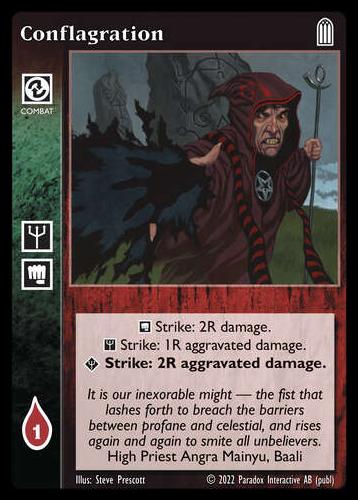 Conflagration
COMBAT
Strike: 2R damage.
Strike: 1R aggravated damage.
Strike: 2R aggravated damage.
It is our inexorable might — the fist that
lashes forth to breach the barriers
between profane and celestial, and rises
again and again to smite all unbelievers.
High Priest Angra Mainyu, Baali
1
Illus: Steve Prescott
© 2022 Paradox Interactive AB (publ)